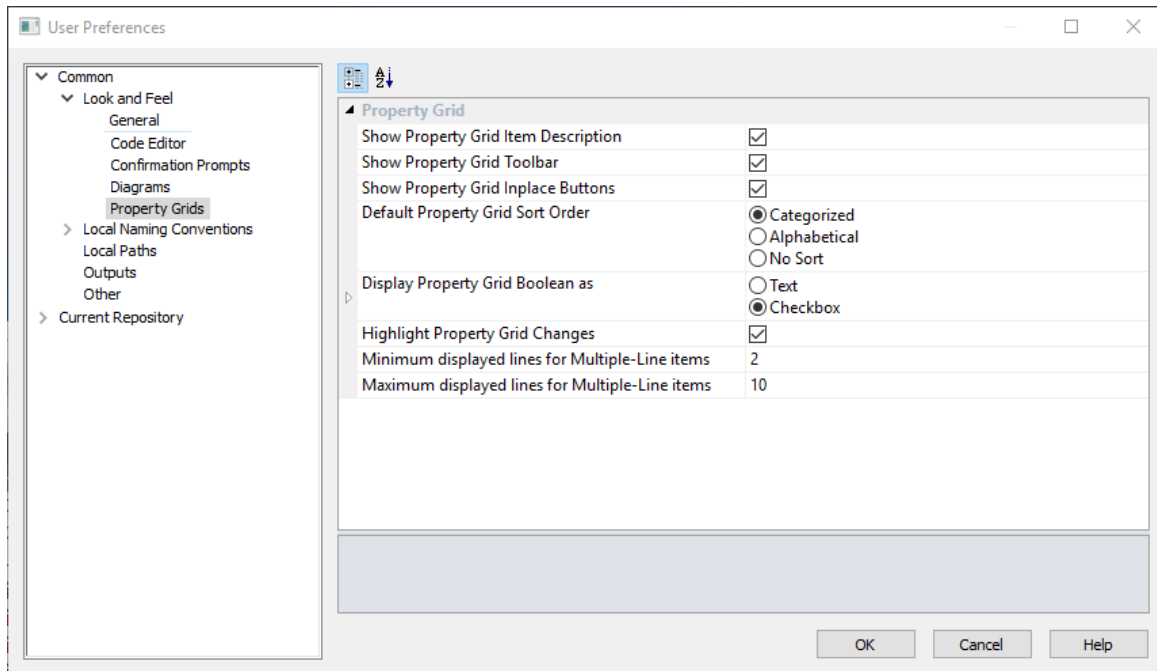 User Preferences
Common
Look and Feel
General
Code Editor
Confirmation Prompts
Diagrams
Property Grids
Local Naming Conventions
Local Paths
Outputs
Other
Current Repository
A
Z
Property Grid
Show Property Grid Item Description
Show Property Grid Toolbar
Show Property Grid Inplace Buttons
Default Property Grid Sort Order
Categorized
Alphabetical
No Sort
Display Property Grid Boolean as
Text
Checkbox
Highlight Property Grid Changes
Minimum displayed lines for Multiple-Line items 2
Maximum displayed lines for Multiple-Line items 10
OK Cancel Help